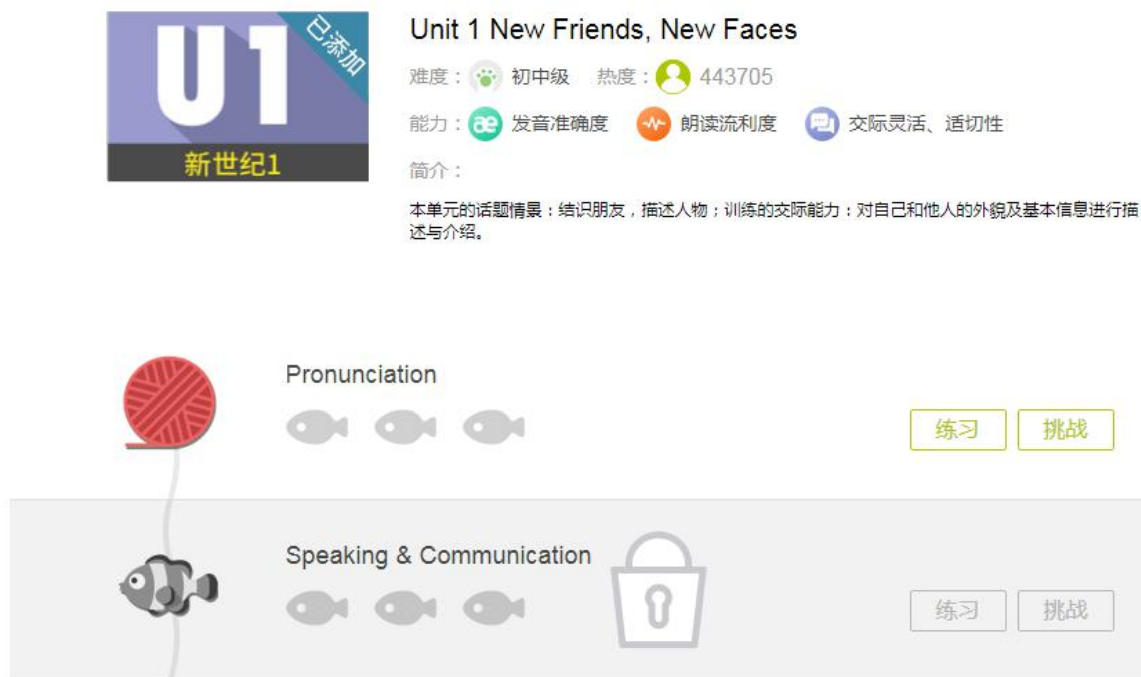 U1
已添加
新世纪1
Unit 1 New Friends, New Faces
难度： 初中级 热度： 443705
能力： æ 发音准确度 朗读流利度 交际灵活、适切性
简介：
本单元的话题情景：结识朋友，描述人物；训练的交际能力：对自己和他人的外貌及基本信息进行描
述与介绍。
Pronunciation
练习 挑战
Speaking & Communication
练习 挑战